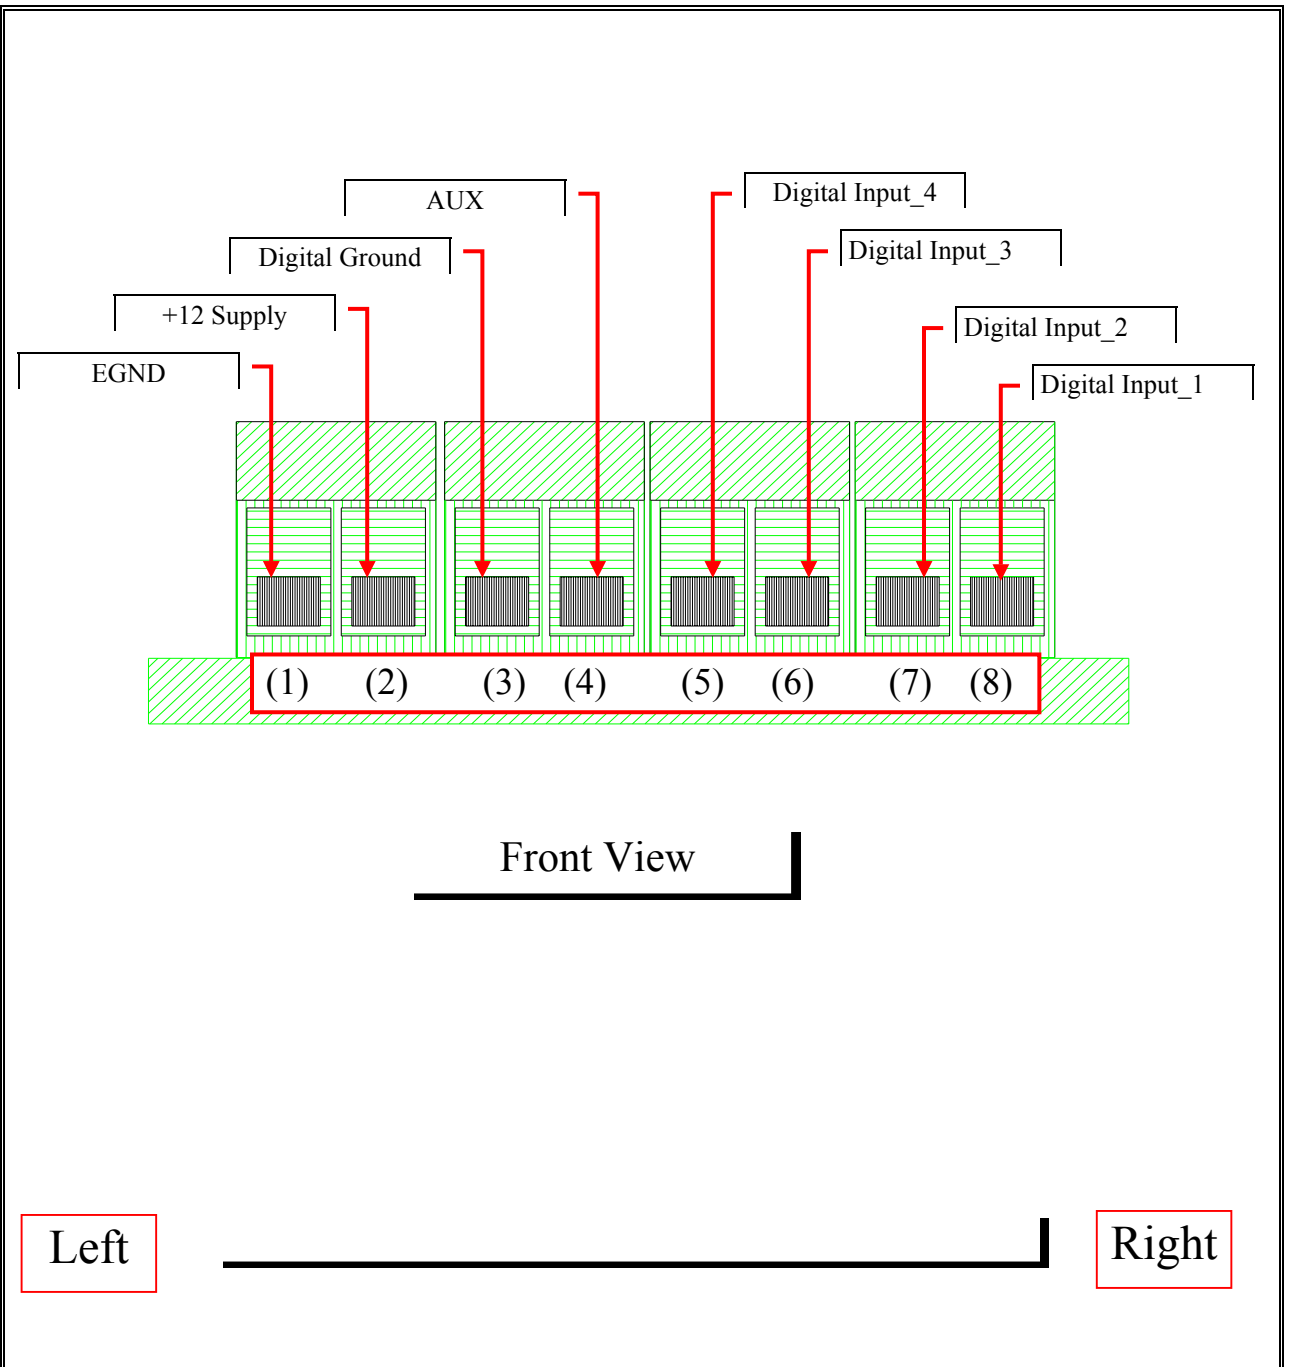 AUX
Digital Input_4
Digital Ground
Digital Input_3
+12 Supply
Digital Input_2
EGND
Digital Input_1
(1) (2) (3) (4) (5) (6) (7) (8)
Front View
Left
Right